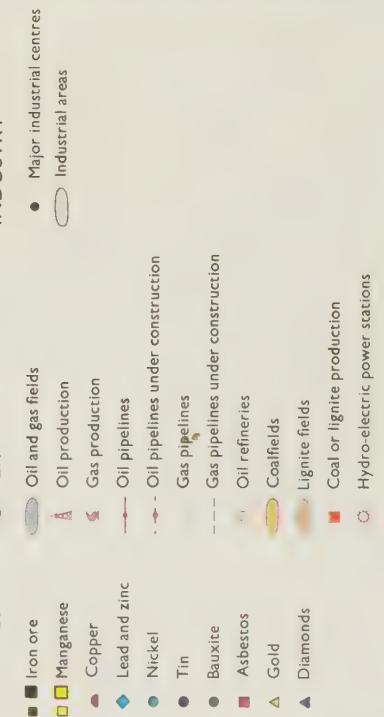 Iron ore
Manganese
Copper
Lead and zinc
Nickel
Tin
Bauxite
Asbestos
Gold
Diamonds
Oil and gas fields
Oil production
Gas production
Oil pipelines
Oil pipelines under construction
Gas pipelines
Gas pipelines under construction
Oil refineries
Coalfields
Lignite fields
Coal or lignite production
Hydro-electric power stations
Major industrial centres
Industrial areas